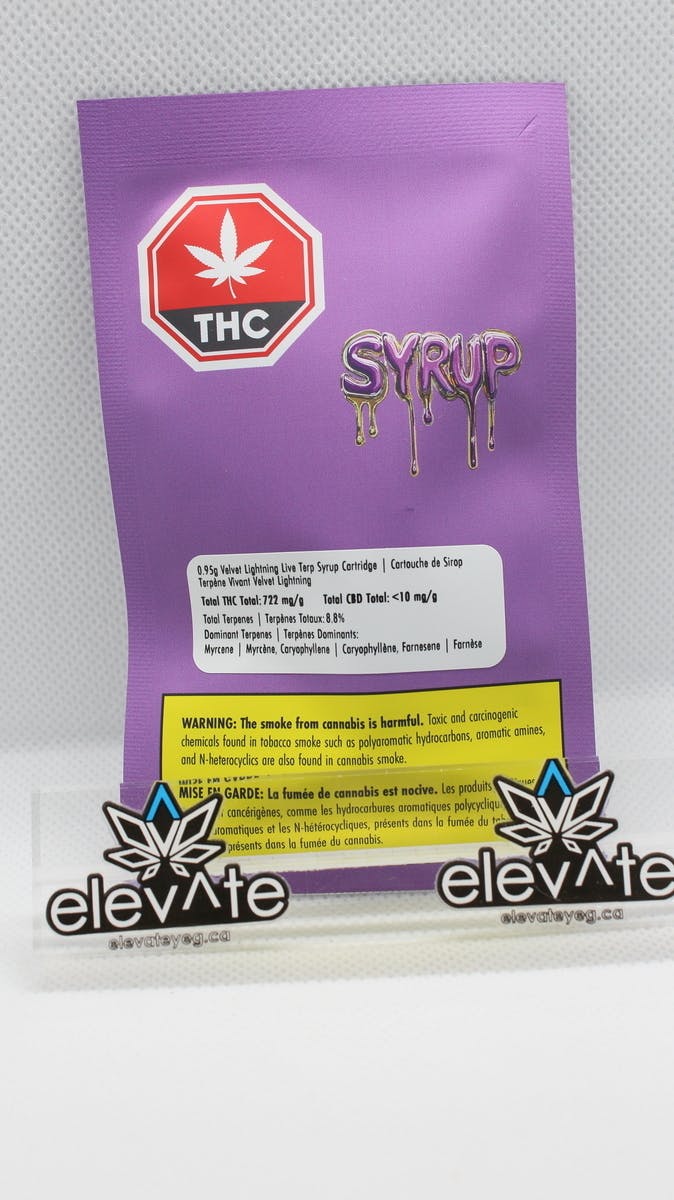 THC
SYRUP
0.95g Velvet Lightning Live Terp Syrup Cartridge | Cartouche de Sirop
Terpène Vivant Velvet Lightning
Total THC Total: 722 mg/g Total CBD Total: <10 mg/g
Total Terpenes | Terpènes Totaux: 8.8%
Dominant Terpenes | Terpènes Dominants:
Myrcene | Myrcène, Caryophyllene | Caryophyllène, Farnesene | Farnèse
WARNING: The smoke from cannabis is harmful. Toxic and carcinogenic
chemicals found in tobacco smoke such as polyaromatic hydrocarbons, aromatic amines,
and N-heterocyclics are also found in cannabis smoke.
MISE EN GARDE: La fumée de cannabis est nocive. Les produits
cancérigènes, comme les hydrocarbures aromatiques
et les N-hétérocycliques, présents dans la fumée du
présents dans la fumée du cannabis.
elev^te
elevateyeg.ca
elev^te
elevateyeg.ca